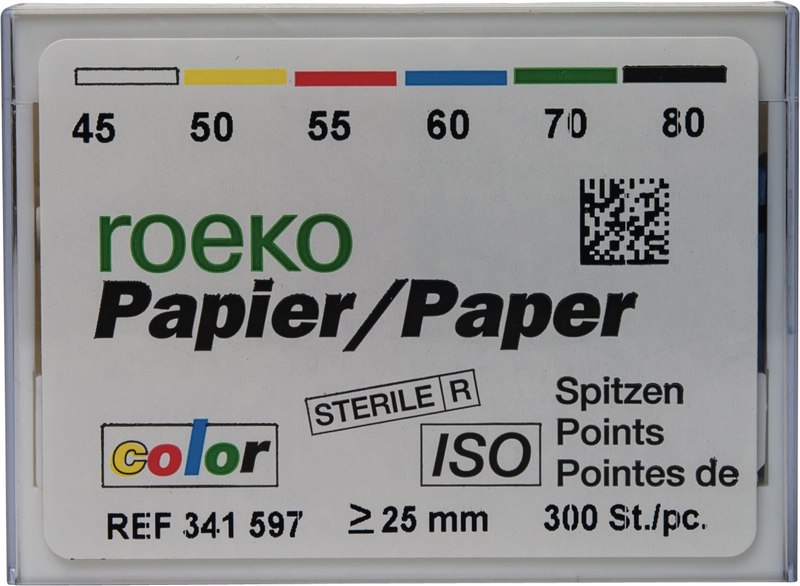 45 50 55 60 70 80
roeko
Papier/Paper
STERILE R
color
ISO
Spitzen
Points
Pointes de
REF 341 597 ≥ 25 mm 300 St./pc.